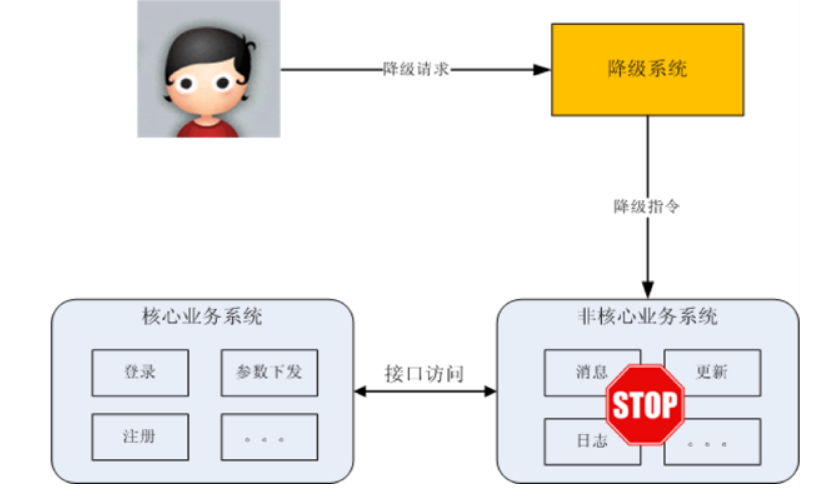 降级请求
降级系统
降级指令
核心业务系统
登录
参数下发
注册
。。。
接口访问
非核心业务系统
消息
更新
STOP
日志
。。。